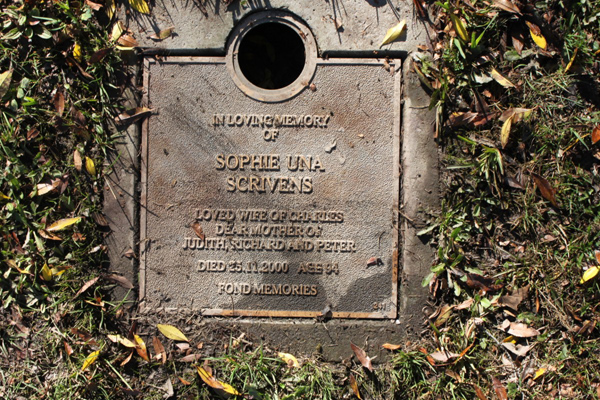 IN LOVING MEMORY
OF
SOPHIE UNA
SCRIVENS
LOVED WIFE OF CHARLES
DEAR MOTHER OF
JUDITH, RICHARD AND PETER
DIED 25.11.2000 AGE 94
FOND MEMORIES